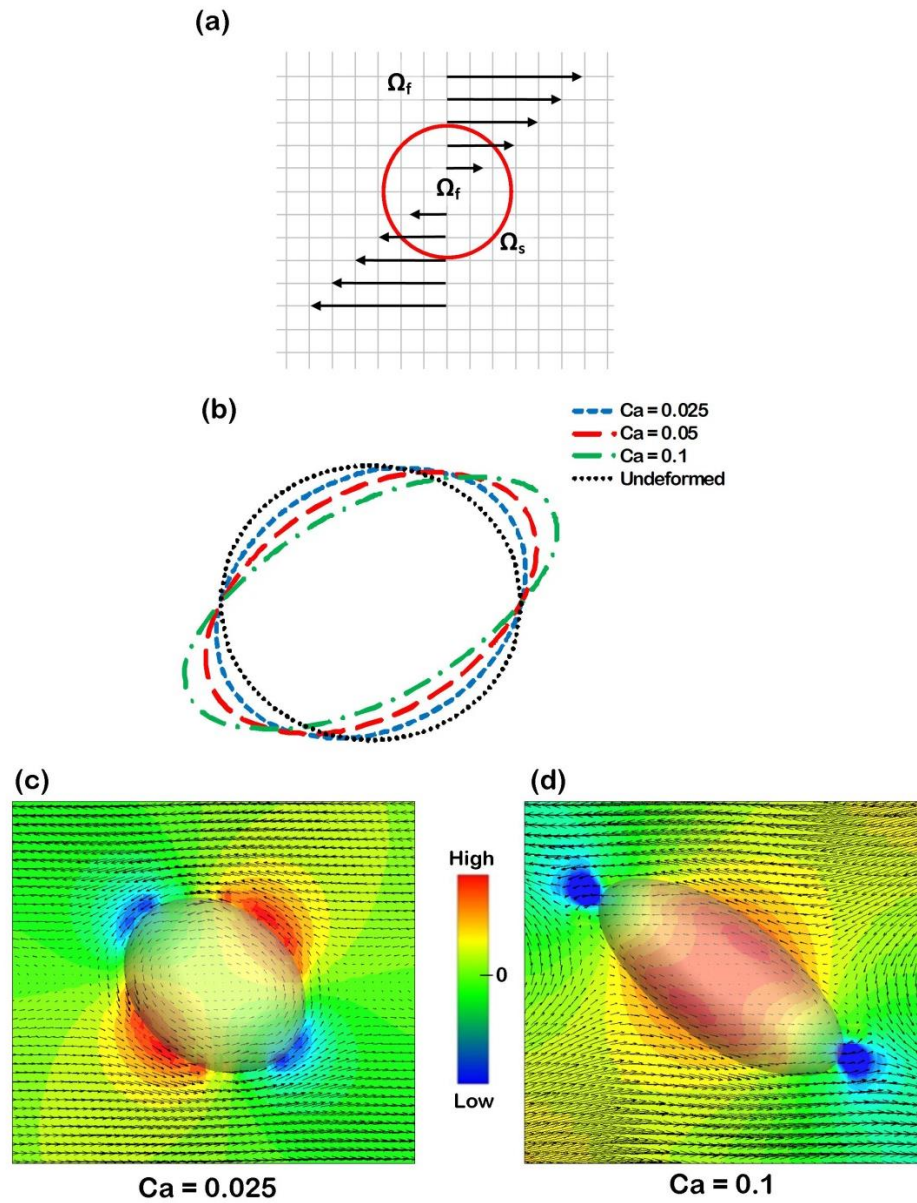 (a)
Ωf
Ωf
Ωs
(b)
Ca = 0.025
Ca = 0.05
Ca = 0.1
Undeformed
(c)
(d)
High
0
Low
Ca = 0.025
Ca = 0.1